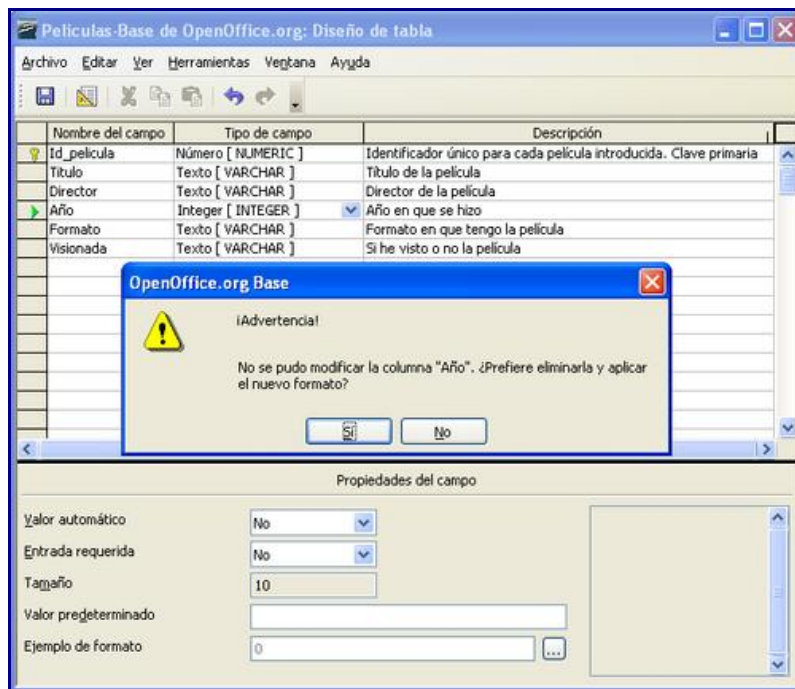 Peliculas-Base de OpenOffice.org: Diseño de tabla
Archivo Editar Ver Herramientas Ventana Ayuda
Nombre del campo Tipo de campo Descripción
Id_pelicula Número [ NUMERIC ] Identificador único para cada película introducida. Clave primaria
Titulo Texto [ VARCHAR ] Título de la película
Director Texto [ VARCHAR ] Director de la película
Año Integer [ INTEGER ] Año en que se hizo
Formato Texto [ VARCHAR ] Formato en que tengo la película
Visionada Texto [ VARCHAR ] Si he visto o no la película
OpenOffice.org Base
¡Advertencia!
No se pudo modificar la columna "Año". ¿Prefiere eliminarla y aplicar
el nuevo formato?
Sí No
Propiedades del campo
Valor automático No
Entrada requerida No
Tamaño 10
Valor predeterminado
Ejemplo de formato 0 ...